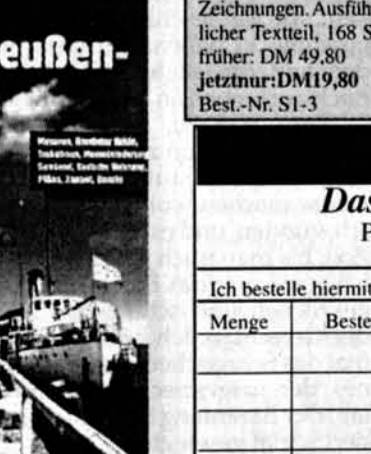 eußen-
Masuren,
Zeichnungen. Ausfüh
licher Textteil, 168 S
früher: DM 49,80
jetztnur:DM19,80
Best.-Nr. S1-3
Das
P
Ich bestelle hiermit
Menge Beste